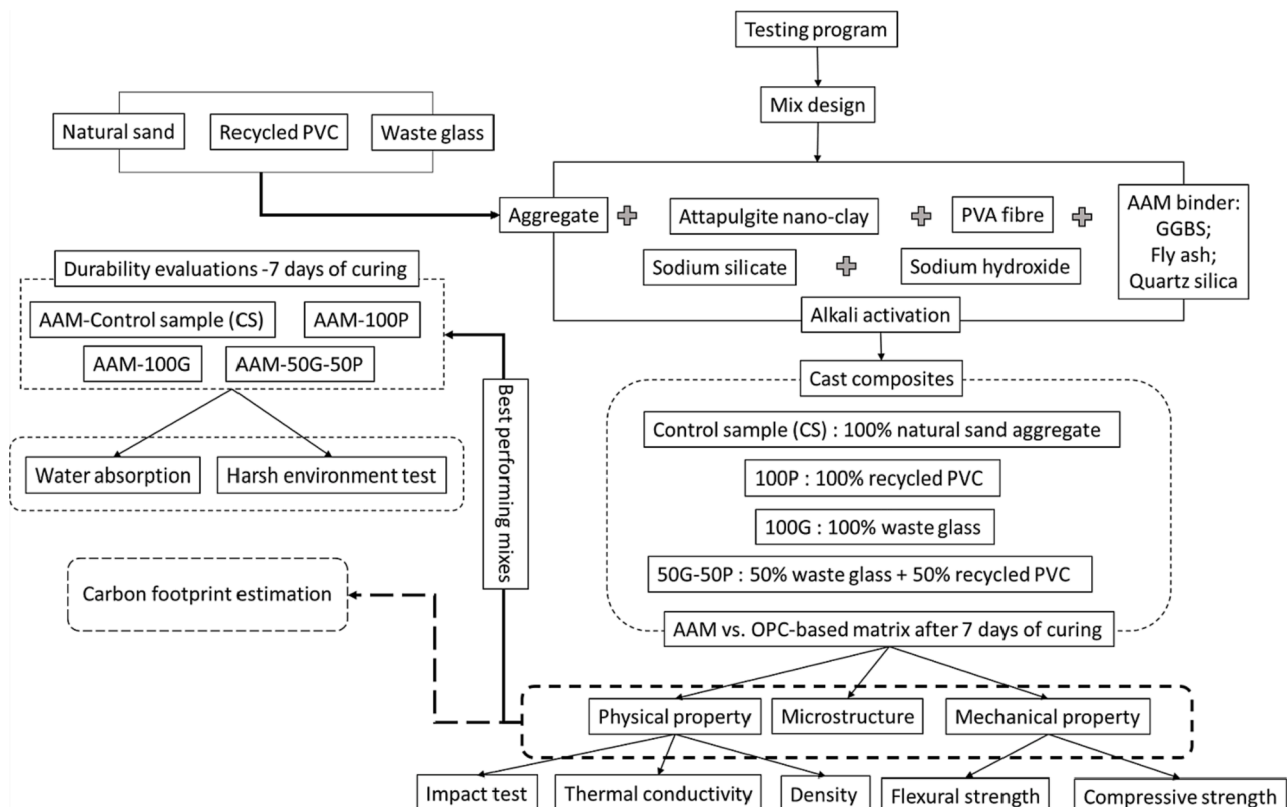 Testing program
Mix design
Natural sand
Recycled PVC
Waste glass
Aggregate
Attapulgite nano-clay
PVA fibre
AAM binder:
GGBS;
Fly ash;
Quartz silica
Sodium silicate
Sodium hydroxide
Alkali activation
Durability evaluations -7 days of curing
AAM-Control sample (CS)
AAM-100P
AAM-100G
AAM-50G-50P
Water absorption
Harsh environment test
Best performing mixes
Carbon footprint estimation
Cast composites
Control sample (CS) : 100% natural sand aggregate
100P : 100% recycled PVC
100G : 100% waste glass
50G-50P : 50% waste glass + 50% recycled PVC
AAM vs. OPC-based matrix after 7 days of curing
Physical property
Microstructure
Mechanical property
Impact test
Thermal conductivity
Density
Flexural strength
Compressive strength